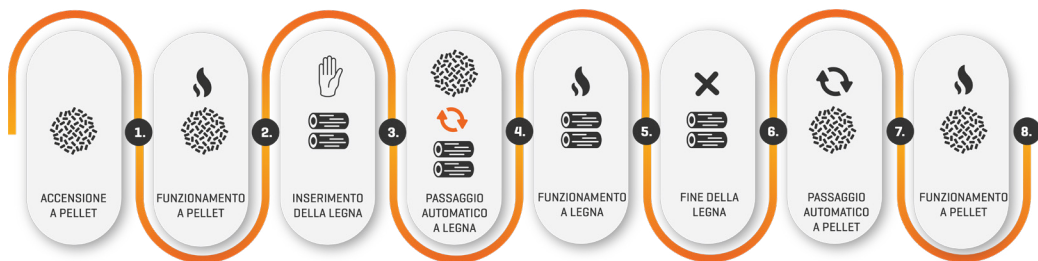 ACCENSIONE
A PELLET
1.
FUNZIONAMENTO
A PELLET
2.
INSERIMENTO
DELLA LEGNA
3.
PASSAGGIO
AUTOMATICO
A LEGNA
4.
FUNZIONAMENTO
A LEGNA
5.
FINE DELLA
LEGNA
6.
PASSAGGIO
AUTOMATICO
A PELLET
7.
FUNZIONAMENTO
A PELLET
8.